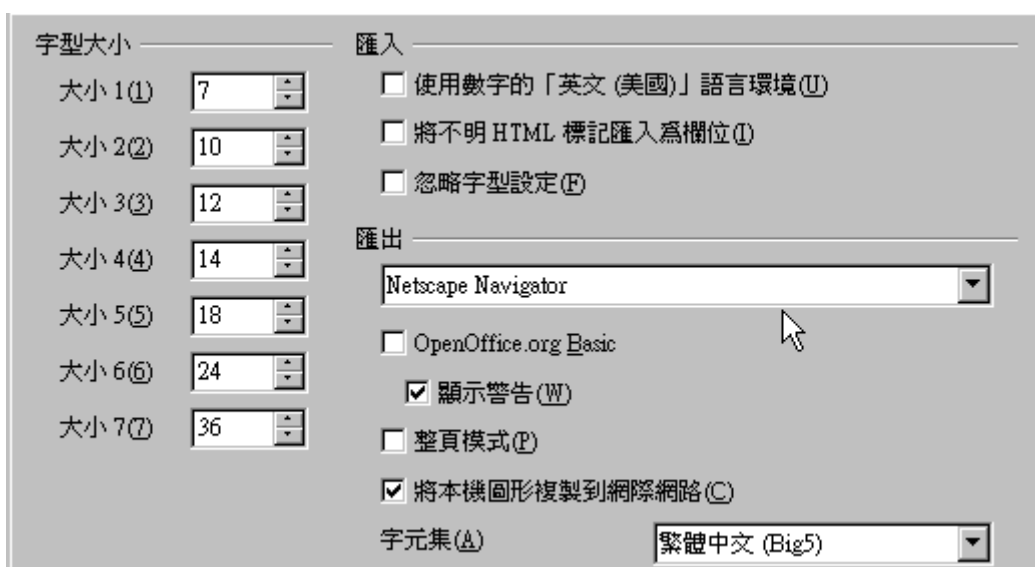 字型大小
大小 1(1) 7
大小 2(2) 10
大小 3(3) 12
大小 4(4) 14
大小 5(5) 18
大小 6(6) 24
大小 7(7) 36
匯入
使用數字的「英文 (美國)」語言環境(U)
將不明 HTML 標記匯入為欄位(I)
忽略字型設定(F)
匯出
Netscape Navigator
OpenOffice.org Basic
顯示警告(W)
整頁模式(P)
將本機圖形複製到網際網路(C)
字元集(A) 繁體中文 (Big5)